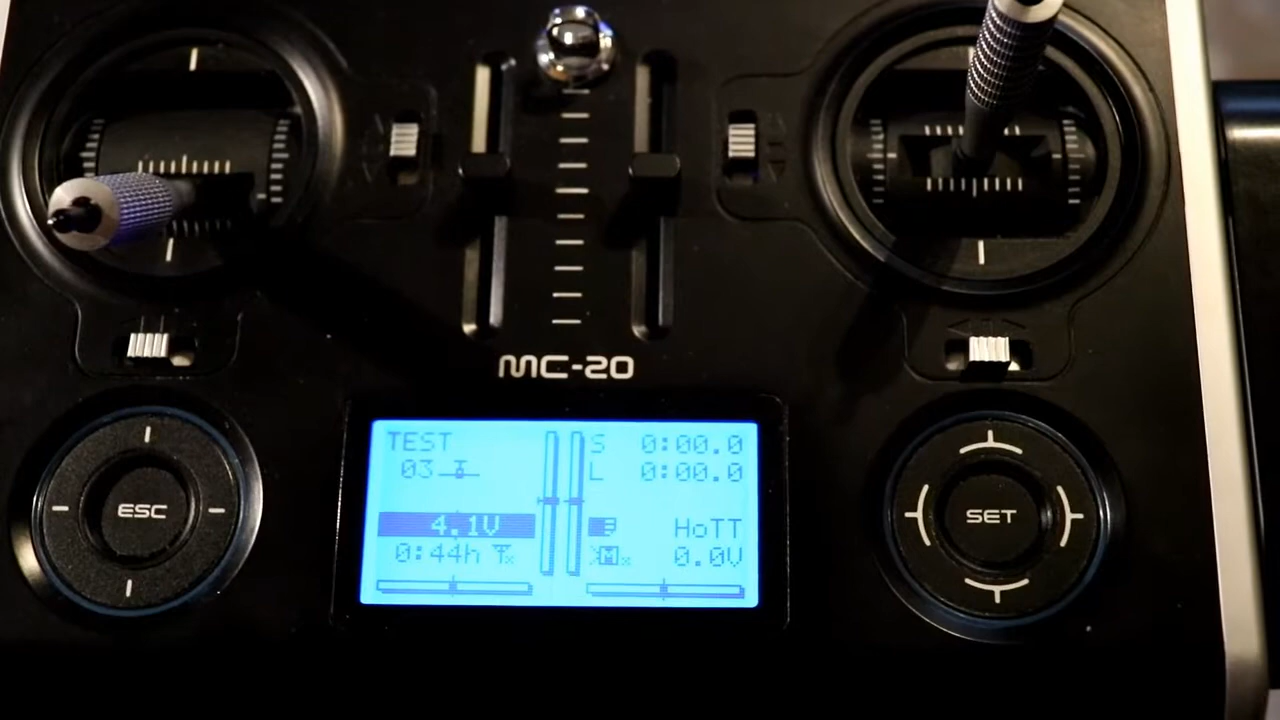 MC-20
TEST
03
4.1V
0:44h
S 0:00.0
L 0:00.0
HoTT
M 0.0V
ESC
SET